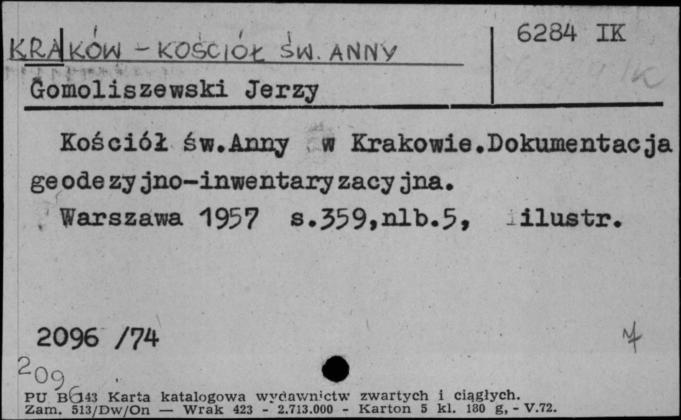 6284 IK
KRAKÓW - KOŚCIÓŁ ŚW. ANNY
Gomoliszewski Jerzy
Kościół św.Anny w Krakowie.Dokumentacja
geodezyjno-inwentaryzacyjna.
Warszawa 1957 s.359,nlb.5, ilustr.
2096 /74
209
PU B 143 Karta katalogowa wydawnictw zwartych i ciągłych.
Zam. 513/Dw/On — Wrak 423 - 2.713.000 - Karton 5 kl. 180 g, - V.72.